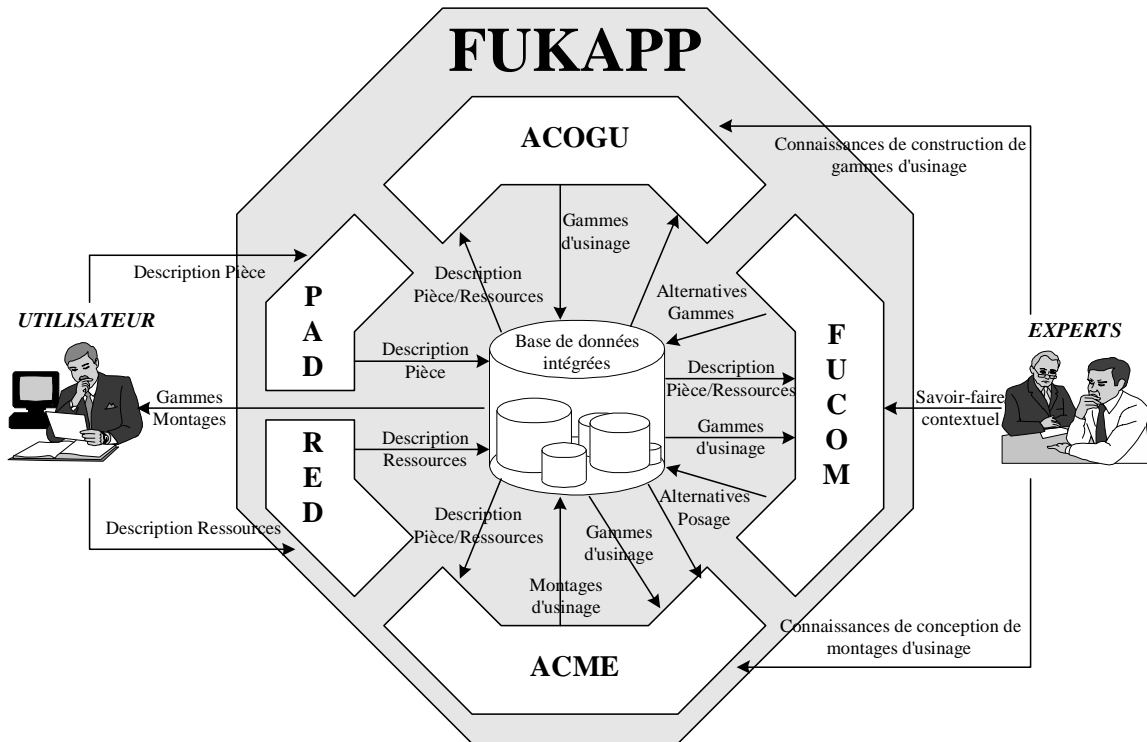 FUKAPP
ACOGU
Connaissances de construction de
gammes d'usinage
Gammes
d'usinage
Description Pièce
Description
Pièce/Ressources
Alternatives
Gammes
P
A
D
UTILISATEUR
EXPERTS
Base de données
intégrées
F
U
C
O
M
Description
Pièce
Description
Pièce/Ressources
Gammes
Montages
Savoir-faire
contextuel
R
E
D
Description
Ressources
Gammes
d'usinage
Description Ressources
Description
Pièce/Ressources
Gammes
d'usinage
Alternatives
Posage
Montages
d'usinage
Connaissances de conception de
montages d'usinage
ACME